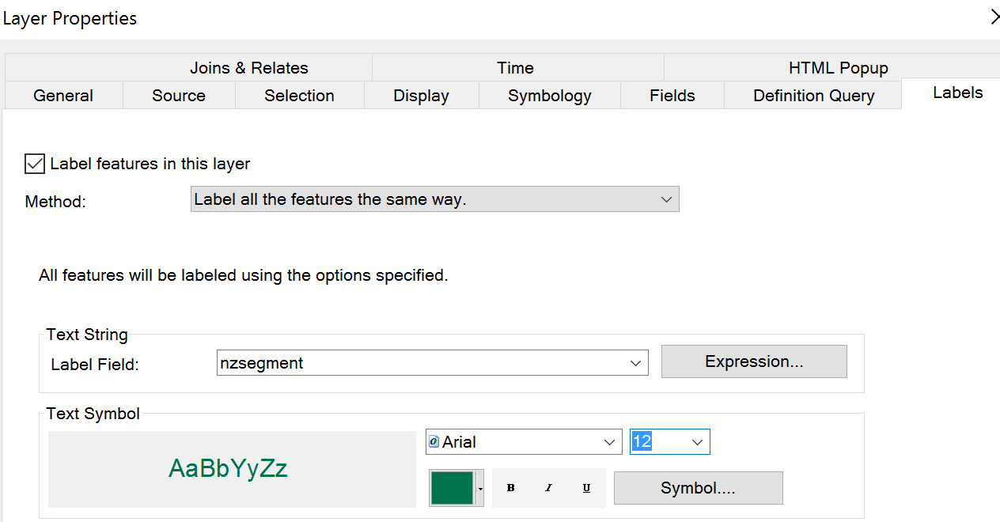 Layer Properties
Joins & Relates Time HTML Popup
General Source Selection Display Symbology Fields Definition Query Labels
Label features in this layer
Method: Label all the features the same way.
All features will be labeled using the options specified.
Text String
Label Field: nzsegment Expression...
Text Symbol
AaBbYyZz Arial 12
B I U Symbol....